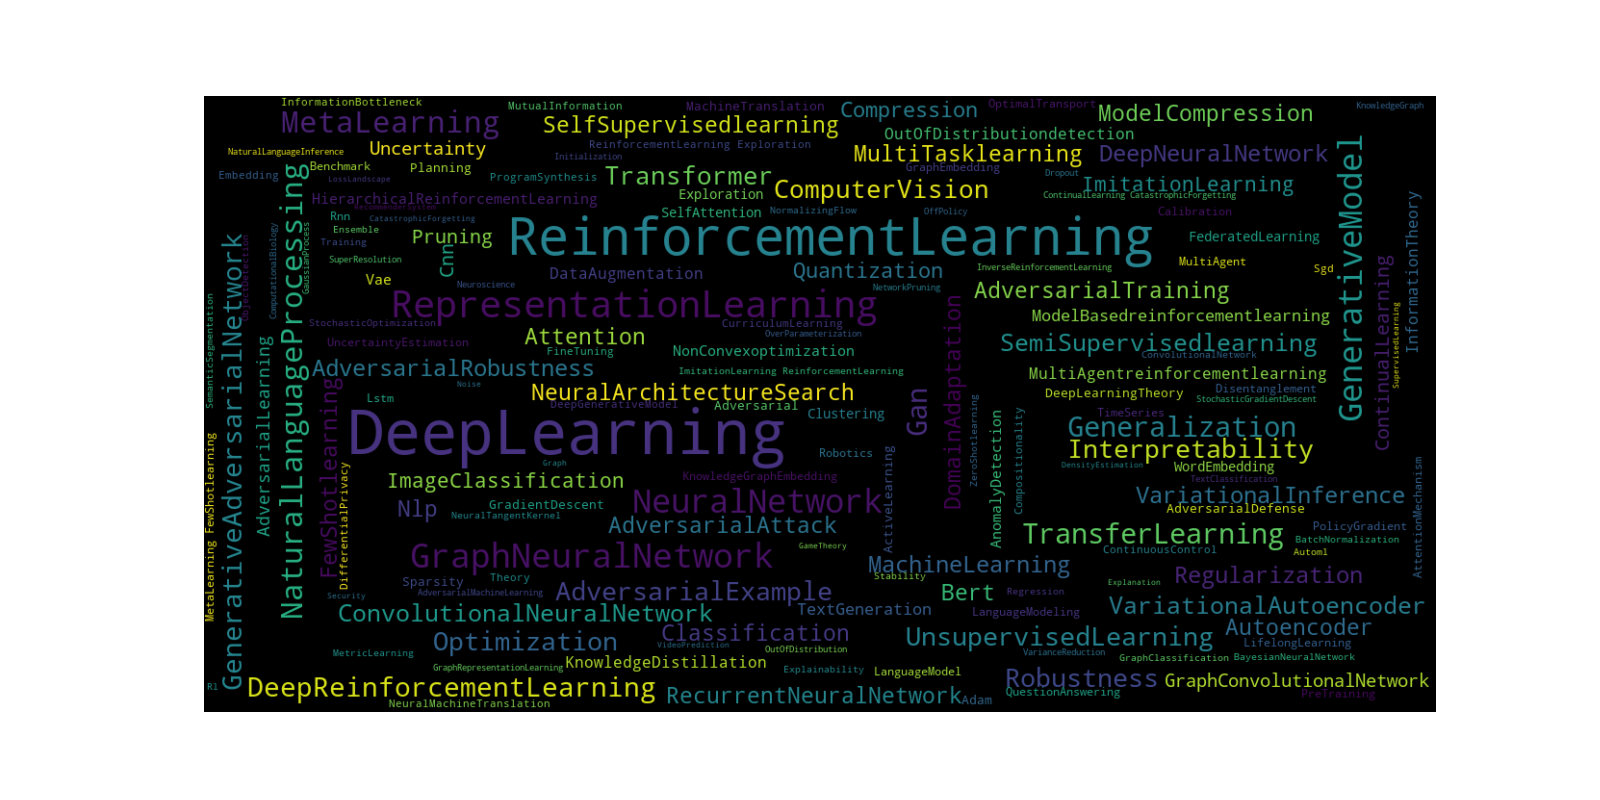 InformationBottleneck
MutualInformation
MachineTranslation
Compression
OptimalTransport
ModelCompression
KnowledgeGraph
MetaLearning
SelfSupervisedlearning
OutOfDistributiondetection
NaturalLanguageInference
Uncertainty
ReinforcementLearning Exploration
Initialization
MultiTasklearning
DeepNeuralNetwork
Embedding
Benchmark
LossLandscape
Planning
ProgramSynthesis
Transformer
GraphEmbedding
Dropout
ImitationLearning
ComputerVision
Exploration
ContinualLearning CatastrophicForgetting
HierarchicalReinforcementLearning
RecommenderSystem
Rnn
CatastrophicForgetting
SelfAttention
NormalizingFlow
OffPolicy
Calibration
Ensemble
Training
Pruning
Cnn
ReinforcementLearning
FederatedLearning
SuperResolution
Vae
Neuroscience
DataAugmentation
Quantization
NetworkPruning
InverseReinforcementLearning
MultiAgent
Sgd
RepresentationLearning
AdversarialTraining
StochasticOptimization
CurriculumLearning
ModelBasedreinforcementlearning
UncertaintyEstimation
Attention
OverParameterization
SemiSupervisedlearning
FineTuning
NonConvexoptimization
ConvolutionalNetwork
AdversarialRobustness
ImitationLearning ReinforcementLearning
MultiAgentreinforcementlearning
Noise
NeuralArchitectureSearch
Disentanglement
Lstm
DeepGenerativeModel
Adversarial
DeepLearningTheory
StochasticGradientDescent
DeepLearning
Clustering
Gan
TimeSeries
Generalization
Interpretability
Robotics
Graph
DensityEstimation
WordEmbedding
ImageClassification
KnowledgeGraphEmbedding
TextClassification
NeuralNetwork
VariationalInference
Nlp
GradientDescent
NeuralTangentKernel
AdversarialAttack
AdversarialDefense
PolicyGradient
TransferLearning
BatchNormalization
GraphNeuralNetwork
GameTheory
ContinuousControl
Automl
MachineLearning
Stability
Explanation
Regularization
Sparsity
Theory
AdversarialMachineLearning
AdversarialExample
Bert
Regression
Security
ConvolutionalNeuralNetwork
TextGeneration
LanguageModeling
VariationalAutoencoder
Optimization
Classification
VideoPrediction
UnsupervisedLearning
Autoencoder
LifelongLearning
MetricLearning
OutOfDistribution
VarianceReduction
GraphClassification
BayesianNeuralNetwork
GraphRepresentationLearning
KnowledgeDistillation
Explainability
LanguageModel
Robustness
GraphConvolutionalNetwork
Rl
DeepReinforcementLearning
RecurrentNeuralNetwork
Adam
QuestionAnswering
PreTraining
NeuralMachineTranslation
SemanticSegmentation
MetaLearning FewShotlearning
GenerativeAdversarialNetwork
ObjectDetection
AdversarialLearning
ComputationalBiology
NaturalLanguageProcessing
GaussianProcess
FewShotlearning
DifferentialPrivacy
ActiveLearning
DomainAdaptation
ZeroShotlearning
AnomalyDetection
Compositionality
GenerativeModel
ContinualLearning
SupervisedLearning
InformationTheory
AttentionMechanism